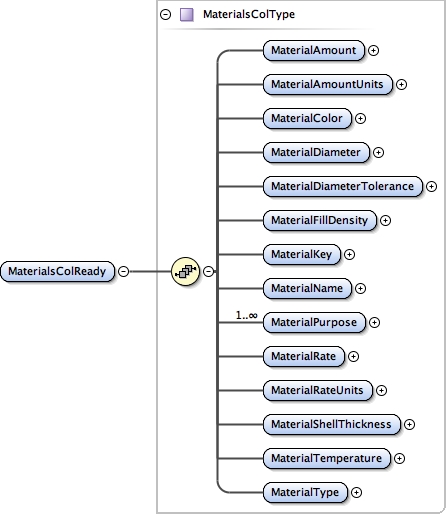 MaterialsColType
MaterialAmount
MaterialAmountUnits
MaterialColor
MaterialDiameter
MaterialDiameterTolerance
MaterialFillDensity
MaterialsColReady
MaterialKey
MaterialName
1..∞
MaterialPurpose
MaterialRate
MaterialRateUnits
MaterialShellThickness
MaterialTemperature
MaterialType